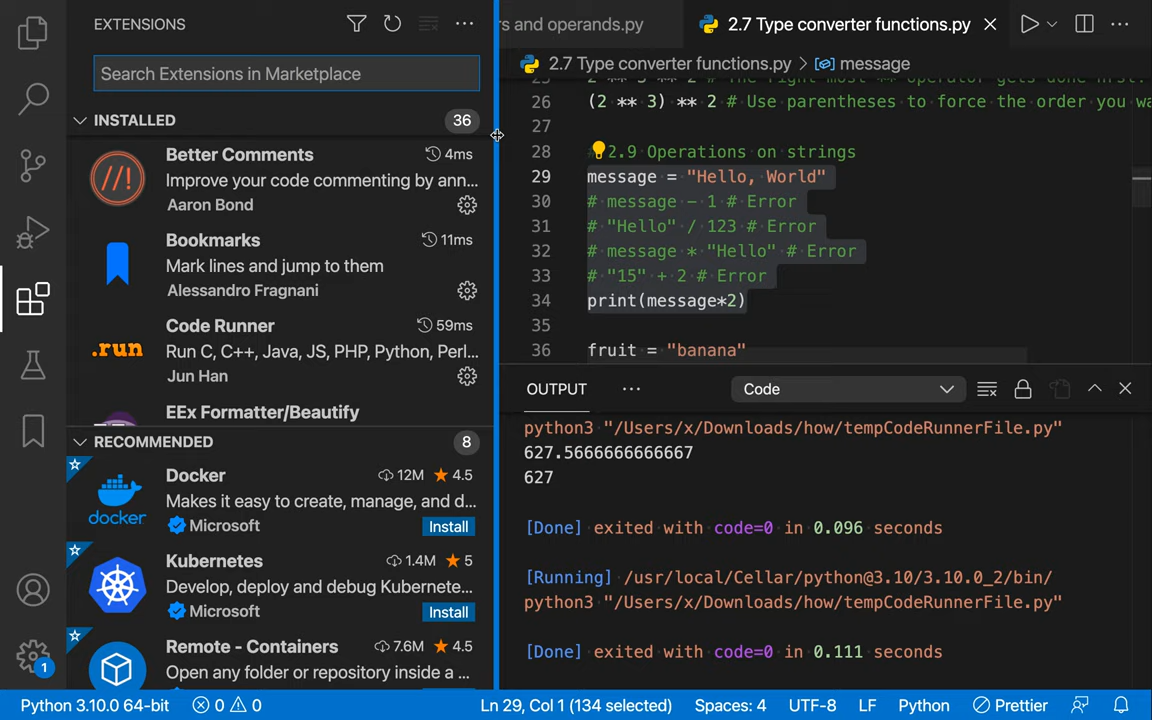 EXTENSIONS
Search Extensions in Marketplace
INSTALLED 36
Better Comments 4ms
Improve your code commenting by ann...
Aaron Bond
Bookmarks 11ms
Mark lines and jump to them
Alessandro Fragnani
Code Runner 59ms
.run
Run C, C++, Java, JS, PHP, Python, Perl...
Jun Han
EEx Formatter/Beautify
RECOMMENDED 8
Docker 12M 4.5
Makes it easy to create, manage, and d...
docker
Microsoft Install
Kubernetes 1.4M 5
Develop, deploy and debug Kubernete...
Microsoft Install
Remote - Containers 7.6M 4.5
Open any folder or repository inside a ...
1
s and operands.py
2.7 Type converter functions.py
2.7 Type converter functions.py > message
26 (2 ** 3) ** 2 # Use parentheses to force the order you wa
27
28 2.9 Operations on strings
29 message = "Hello, World"
30 # message - 1 # Error
31 # "Hello" / 123 # Error
32 # message * "Hello" # Error
33 # "15" + 2 # Error
34 print(message*2)
35
36 fruit = "banana"
OUTPUT ... Code
python3 "/Users/x/Downloads/how/tempCodeRunnerFile.py"
627.5666666666667
627
[Done] exited with code=0 in 0.096 seconds
[Running] /usr/local/Cellar/python@3.10/3.10.0_2/bin/
python3 "/Users/x/Downloads/how/tempCodeRunnerFile.py"
[Done] exited with code=0 in 0.111 seconds
Python 3.10.0 64-bit 0 0 Ln 29, Col 1 (134 selected) Spaces: 4 UTF-8 LF Python Prettier